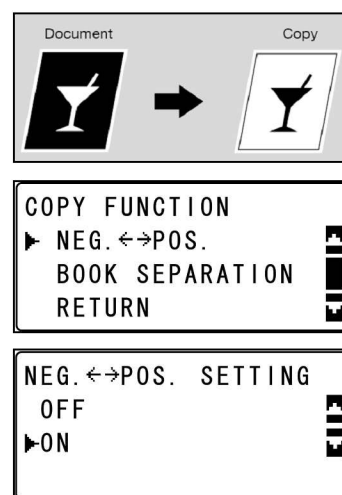 Document Copy
COPY FUNCTION
NEG.←→POS.
BOOK SEPARATION
RETURN
NEG.←→POS. SETTING
OFF
ON